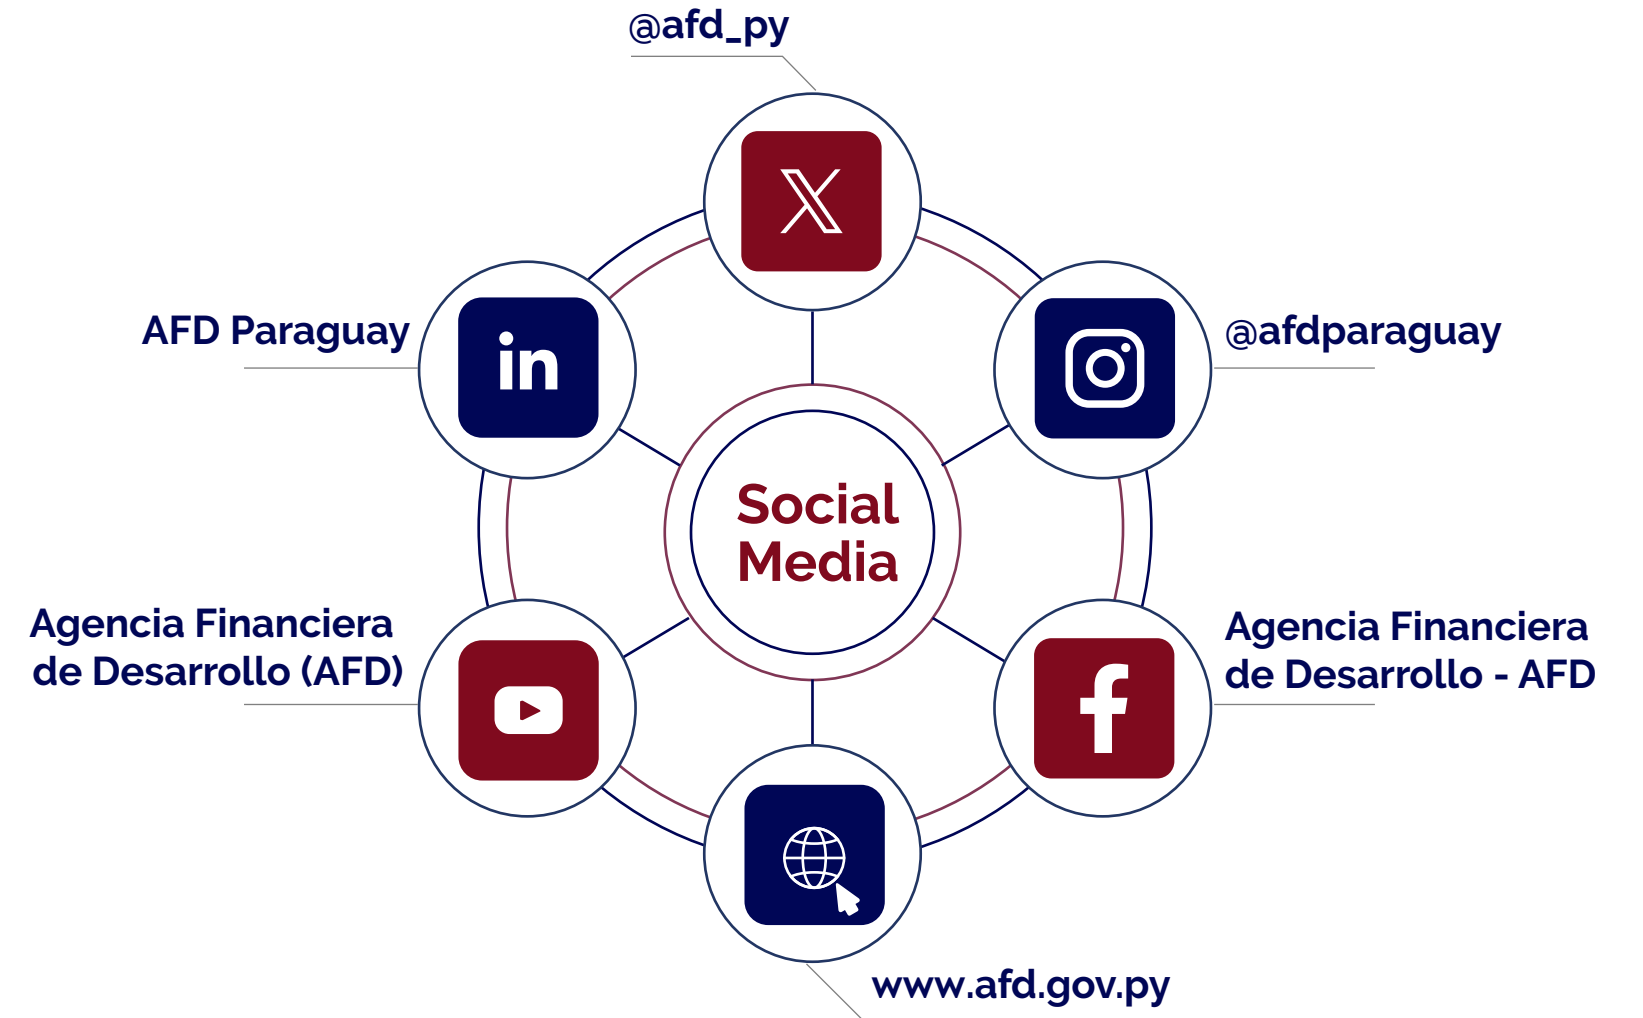 @afd_py
in
AFD Paraguay
@afdparaguay
Social
Media
Agencia Financiera
de Desarrollo (AFD)
Agencia Financiera
de Desarrollo - AFD
www.afd.gov.py